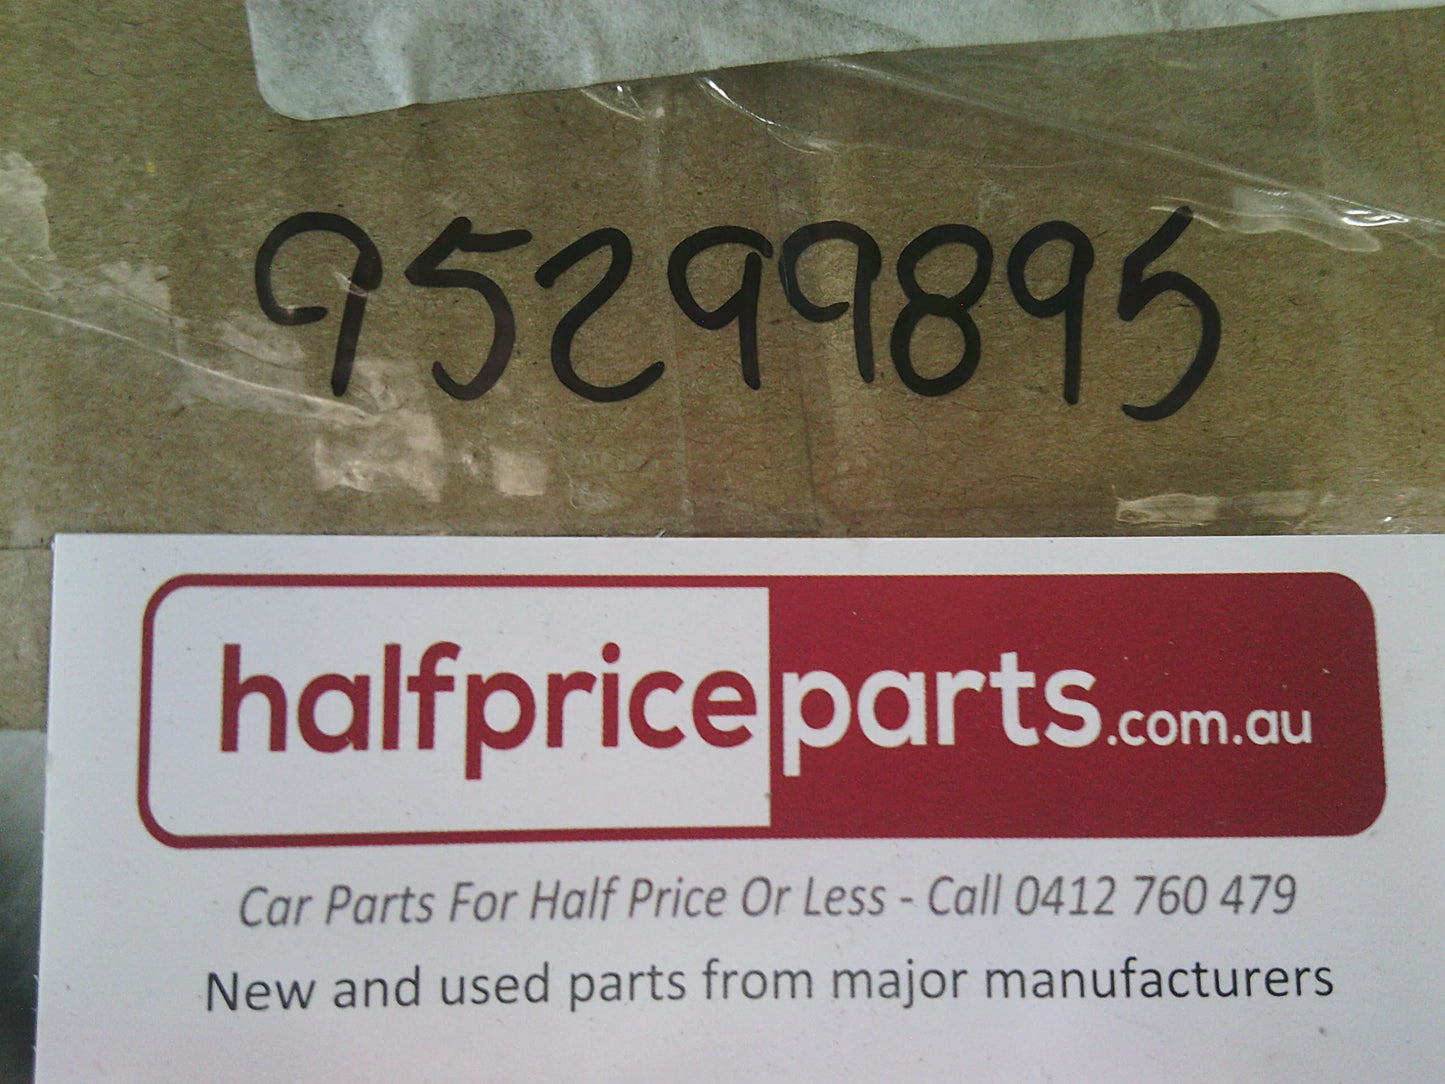 95299895
halfpriceparts.com.au
Car Parts For Half Price Or Less - Call 0412 760 479
New and used parts from major manufacturers